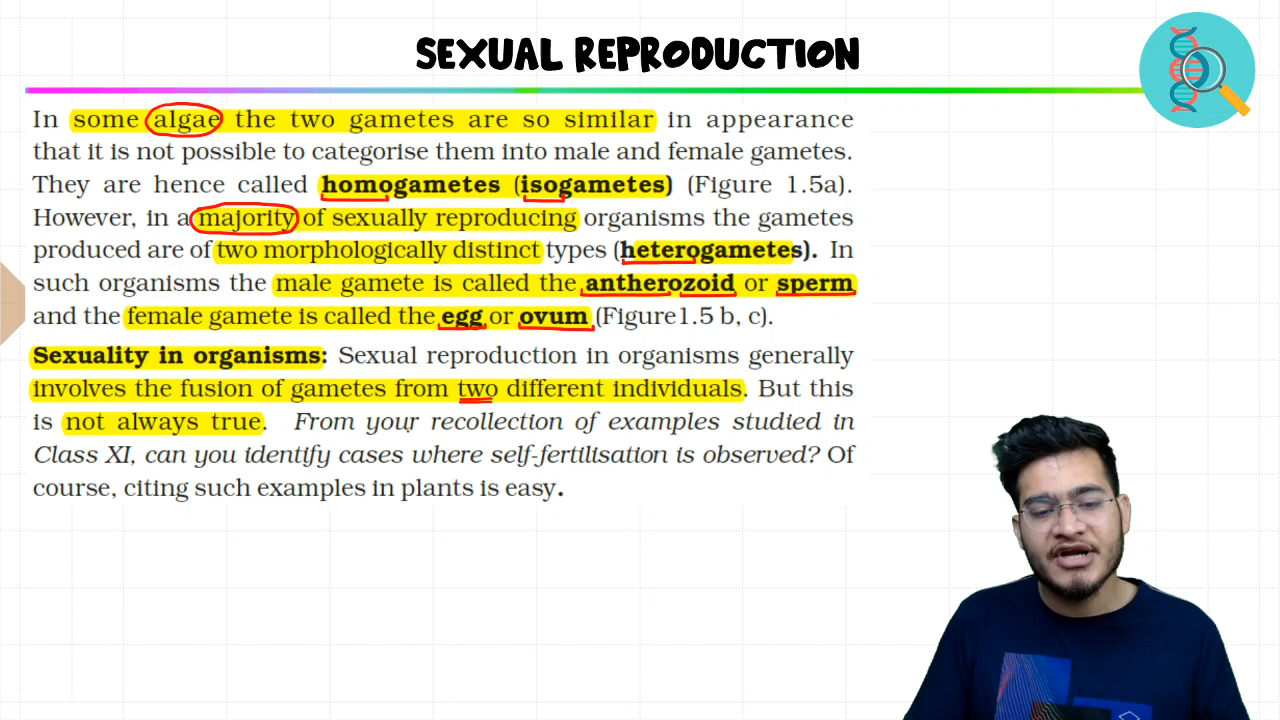 SEXUAL REPRODUCTION
In some algae the two gametes are so similar in appearance
that it is not possible to categorise them into male and female gametes.
They are hence called homogametes (isogametes) (Figure 1.5a).
However, in a majority of sexually reproducing organisms the gametes
produced are of two morphologically distinct types (heterogametes). In
such organisms the male gamete is called the antherozoid or sperm
and the female gamete is called the egg or ovum (Figure1.5 b, c).
Sexuality in organisms: Sexual reproduction in organisms generally
involves the fusion of gametes from two different individuals. But this
is not always true. From your recollection of examples studied in
Class XI, can you identify cases where self-fertilisation is observed? Of
course, citing such examples in plants is easy.